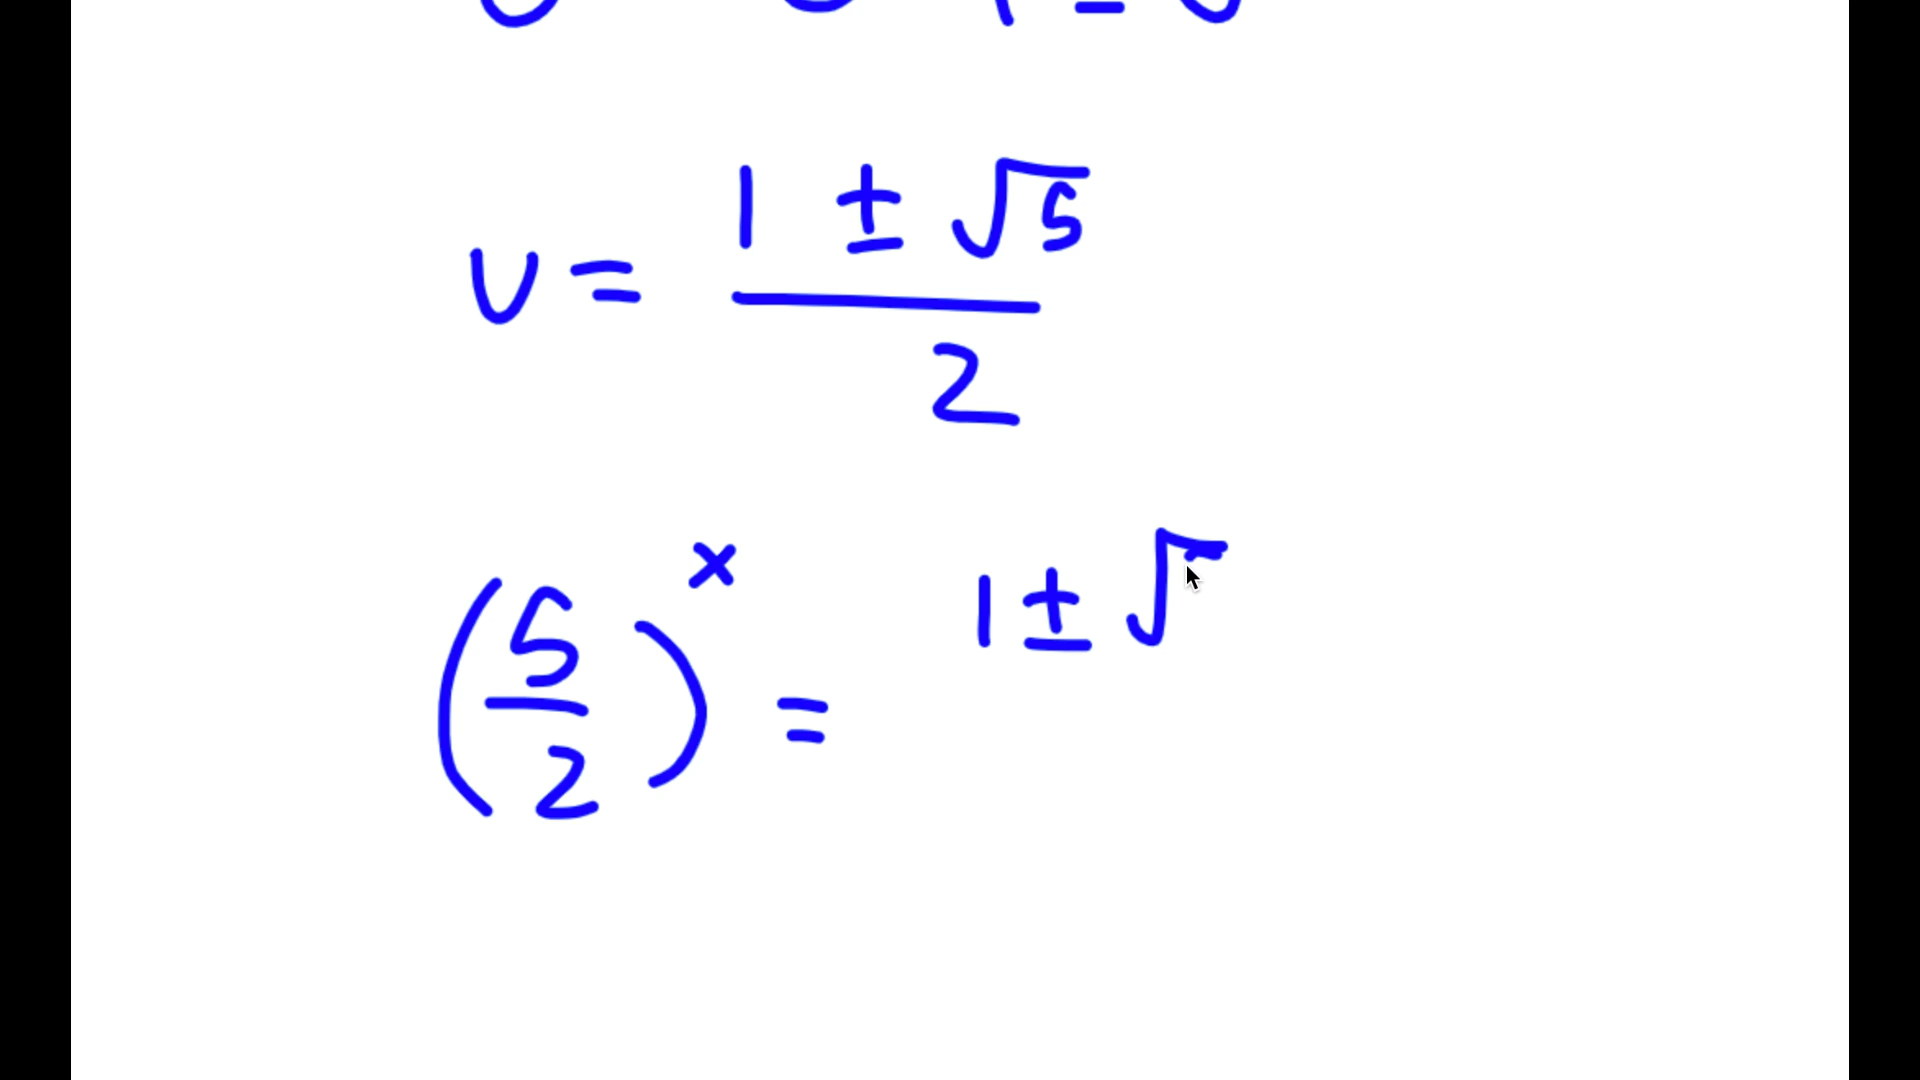 U = (1 ± √5) / 2
(5/2)^x = 1 ± √